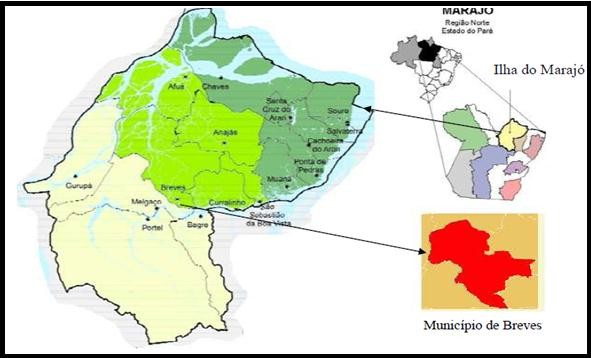 MARAJÓ
Região Norte
Estado do Pará
Ilha do Marajó
Afuá
Chaves
Santa
Cruz do
Arari
Soure
Salvaterra
Anajás
Cachoeira
do Arari
Ponta de
Pedras
Muaná
Gurupá
Breves
Curralinho
São
Sebastião
da Boa Vista
Melgaço
Portel
Bagre
Município de Breves